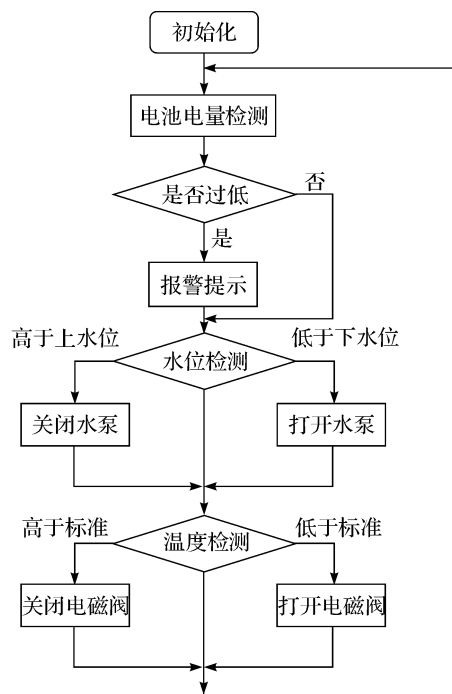 初始化
电池电量检测
是否过低
否
是
报警提示
高于上水位
低于下水位
水位检测
关闭水泵
打开水泵
高于标准
低于标准
温度检测
关闭电磁阀
打开电磁阀